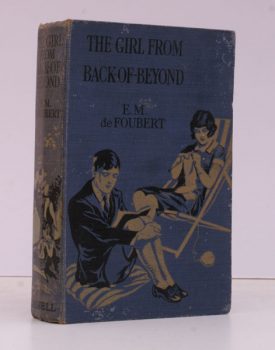 THE GIRL FROM
BACK-OF-BEYOND
E. M.
de FOUBERT